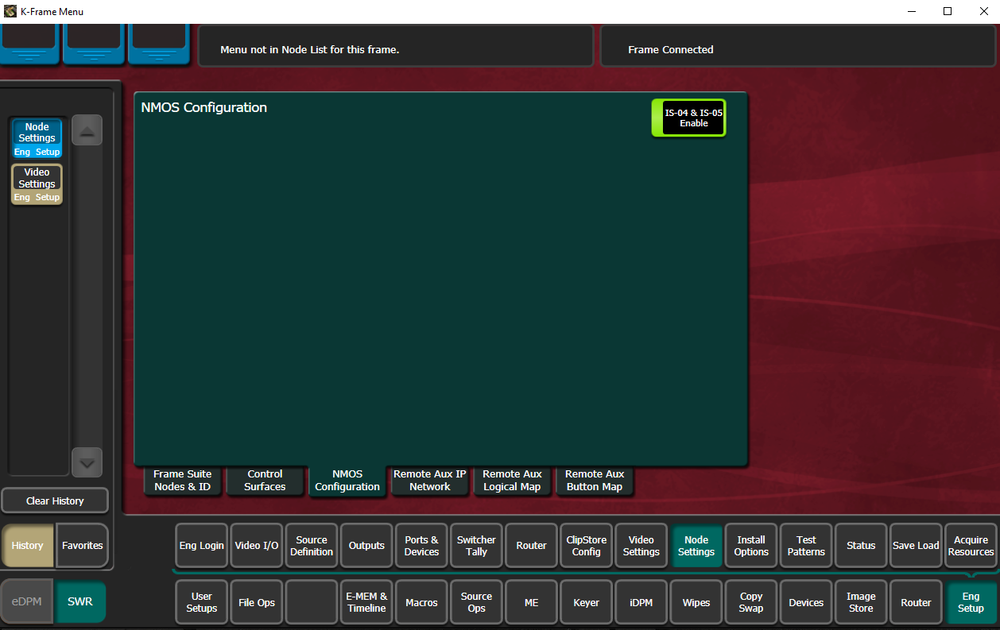 K-Frame Menu
Menu not in Node List for this frame.
Frame Connected
NMOS Configuration
IS-04 & IS-05
Enable
Node
Settings
Eng Setup
Video
Settings
Eng Setup
Frame Suite
Nodes & ID
Control
Surfaces
NMOS
Configuration
Remote Aux IP
Network
Remote Aux
Logical Map
Remote Aux
Button Map
Clear History
History
Favorites
Eng Login
Video I/O
Source
Definition
Outputs
Ports &
Devices
Switcher
Tally
Router
ClipStore
Config
Video
Settings
Node
Settings
Install
Options
Test
Patterns
Status
Save Load
Acquire
Resources
eDPM
SWR
User
Setups
File Ops
E-MEM &
Timeline
Macros
Source
Ops
ME
Keyer
iDPM
Wipes
Copy
Swap
Devices
Image
Store
Router
Eng
Setup